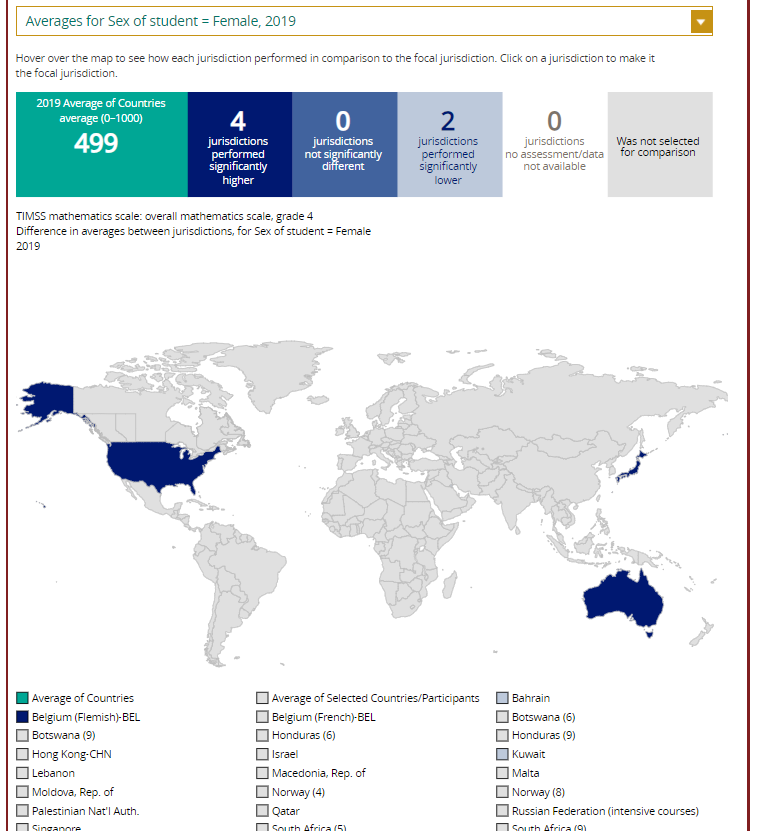 Averages for Sex of student = Female, 2019
Hover over the map to see how each jurisdiction performed in comparison to the focal jurisdiction. Click on a jurisdiction to make it
the focal jurisdiction.
2019 Average of Countries
average (0–1000)
499
4
jurisdictions
performed
significantly
higher
0
jurisdictions
not significantly
different
2
jurisdictions
performed
significantly
lower
0
jurisdictions
no assessment/data
not available
Was not selected
for comparison
TIMSS mathematics scale: overall mathematics scale, grade 4
Difference in averages between jurisdictions, for Sex of student = Female
2019
Average of Countries
Average of Selected Countries/Participants
Bahrain
Belgium (Flemish)-BEL
Belgium (French)-BEL
Botswana (6)
Botswana (9)
Honduras (6)
Honduras (9)
Hong Kong-CHN
Israel
Kuwait
Lebanon
Macedonia, Rep. of
Malta
Moldova, Rep. of
Norway (4)
Norway (8)
Palestinian Nat'l Auth.
Qatar
Russian Federation (intensive courses)
Singapore
South Africa (5)
South Africa (9)